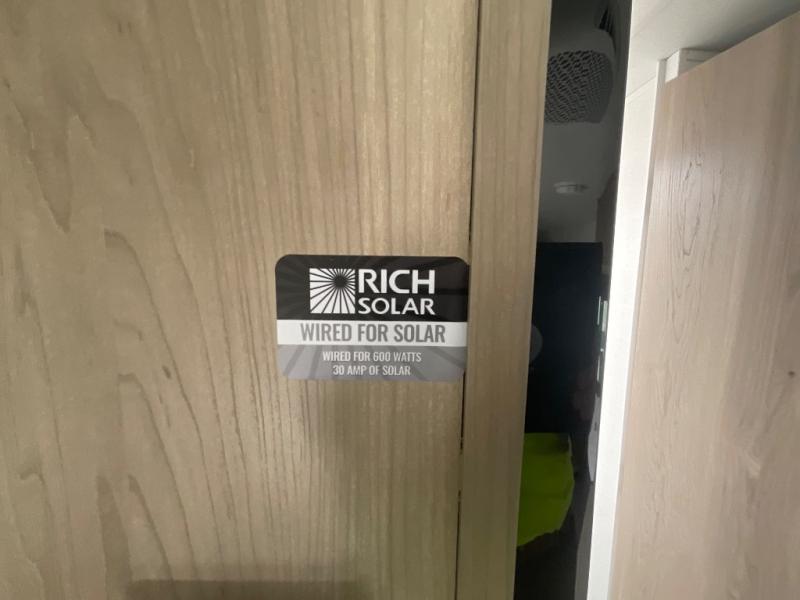 RICH
SOLAR
WIRED FOR SOLAR
WIRED FOR 600 WATTS
30 AMP OF SOLAR